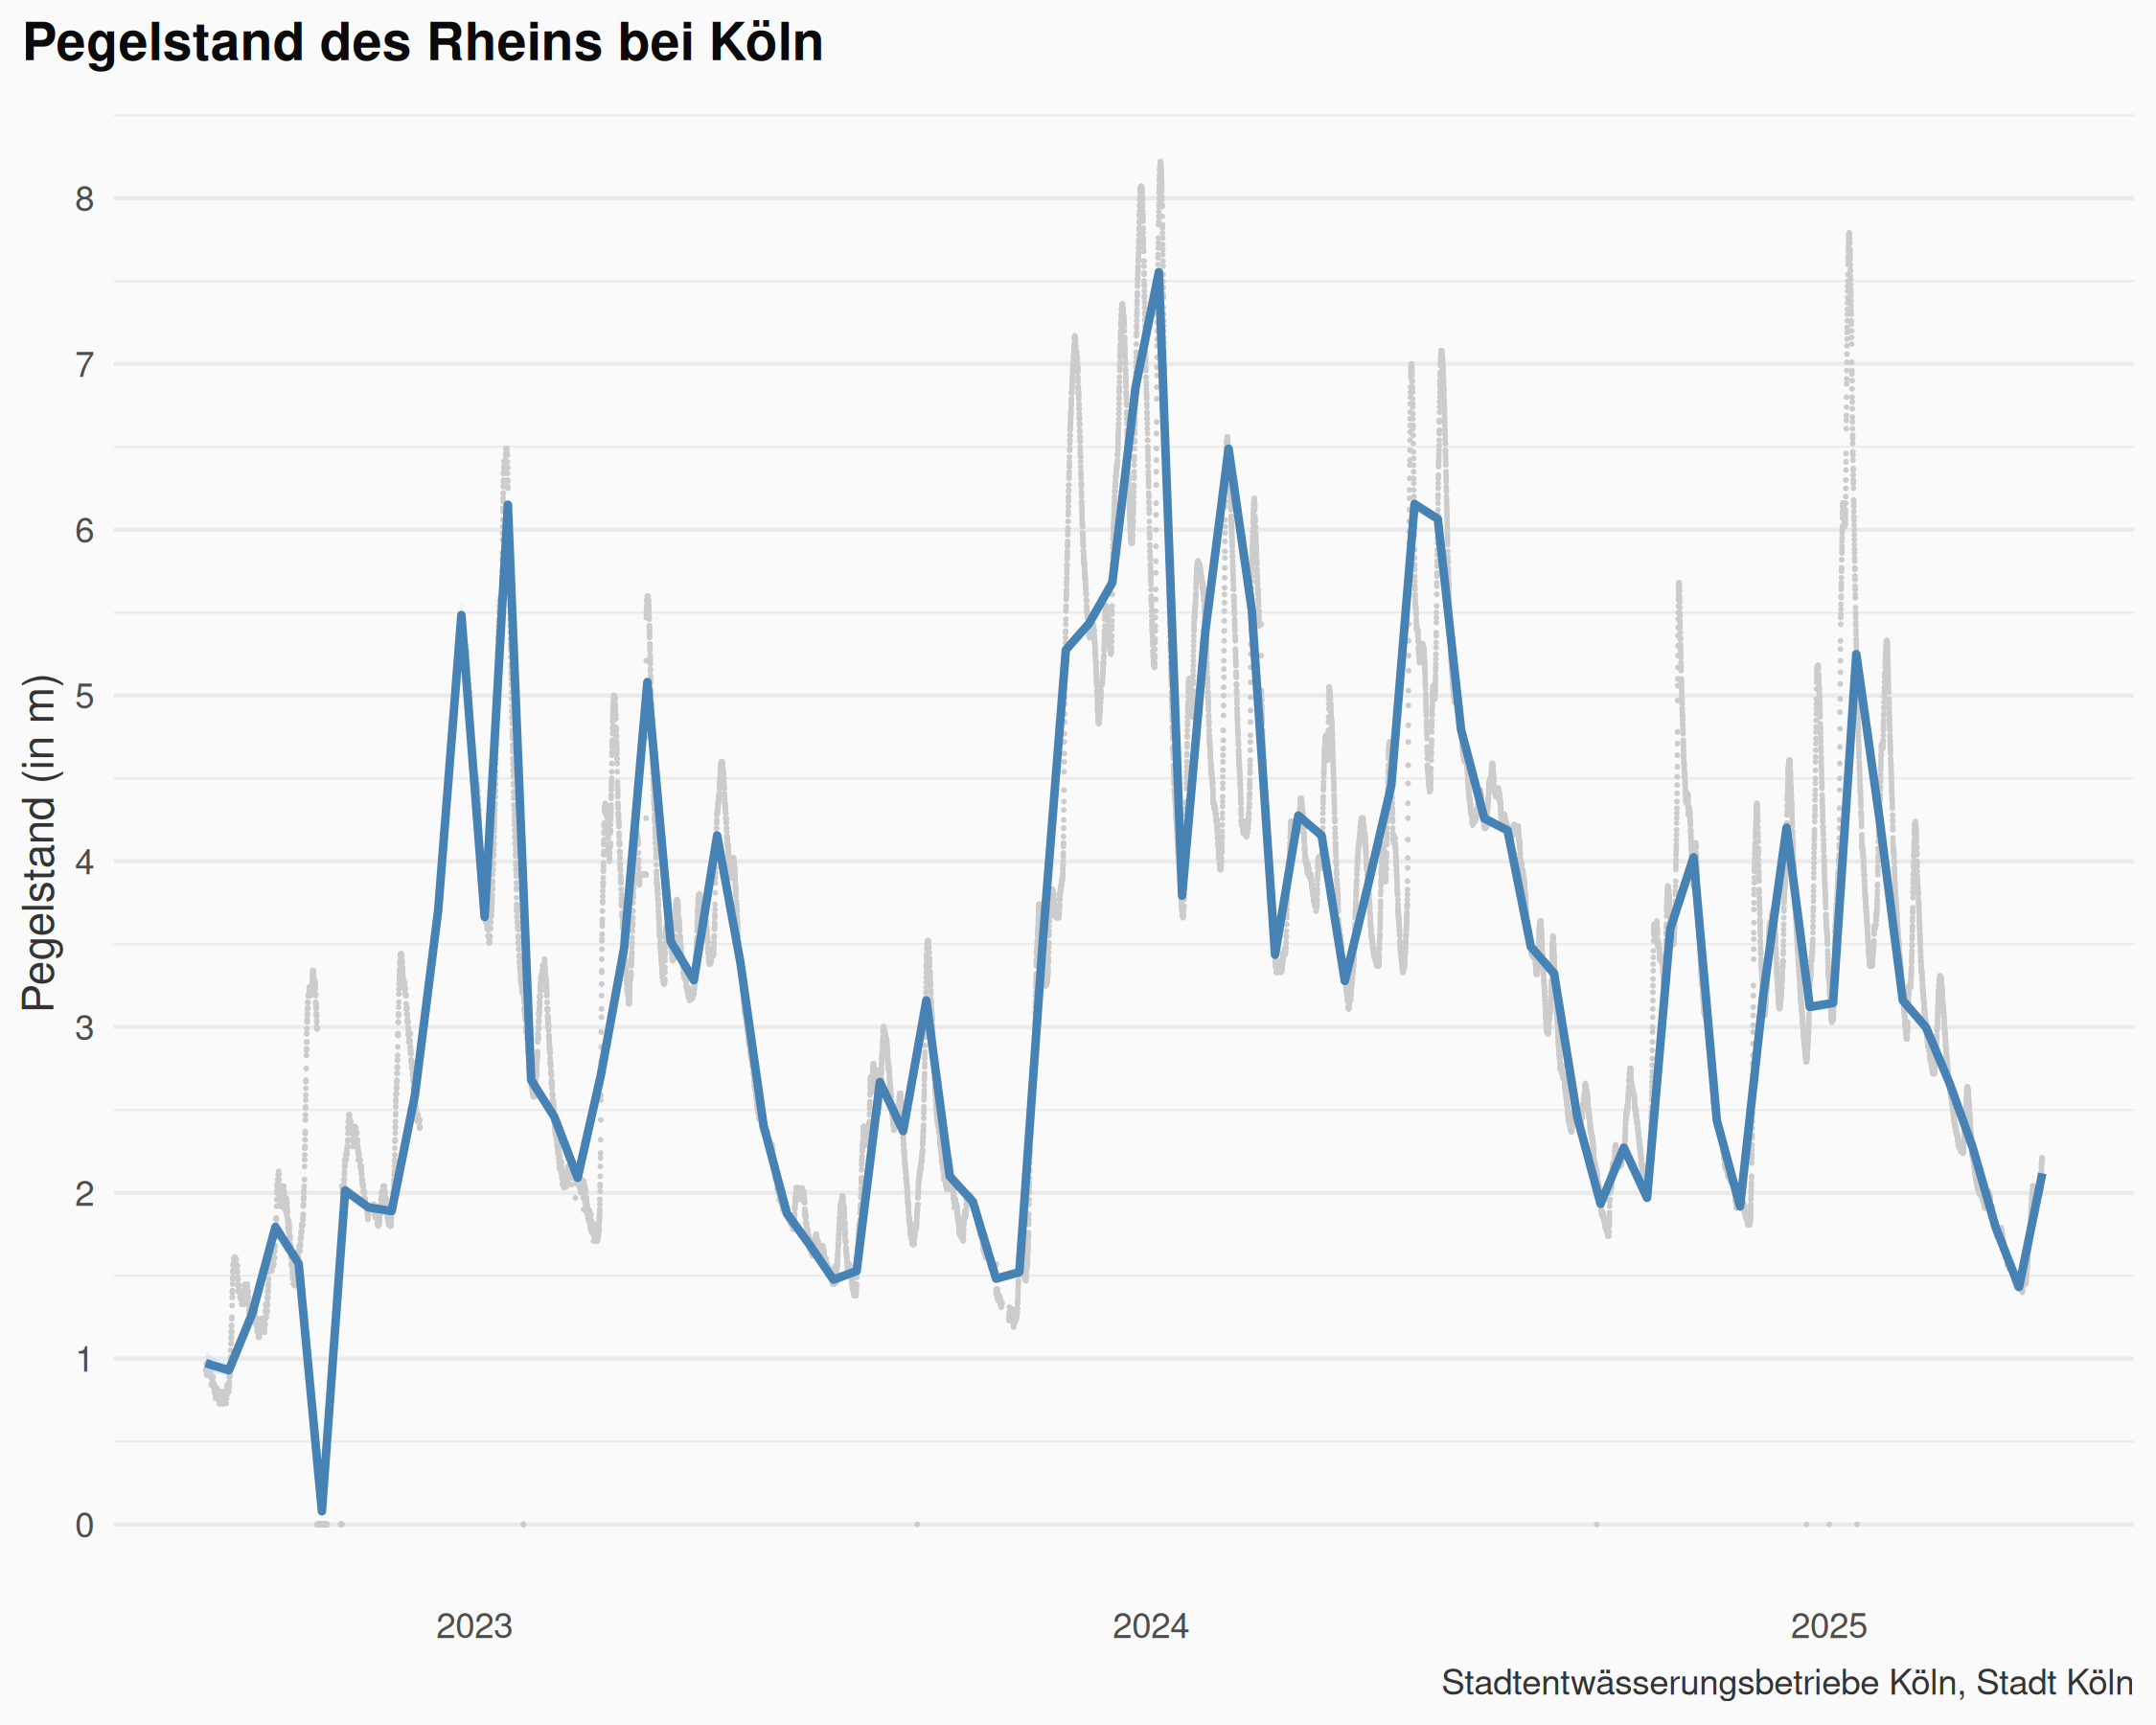 Pegelstand des Rheins bei Köln
Pegelstand (in m)
8
7
6
5
4
3
2
1
0
2023 2024 2025
Stadtentwässerungsbetriebe Köln, Stadt Köln